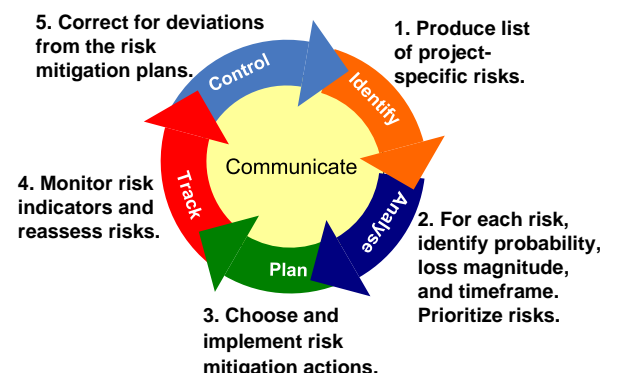 5. Correct for deviations
from the risk
mitigation plans.
Control
1. Produce list
of project-
specific risks.
Identify
Communicate
4. Monitor risk
indicators and
reassess risks.
Track
Analyse
2. For each risk,
identify probability,
loss magnitude,
and timeframe.
Prioritize risks.
Plan
3. Choose and
implement risk
mitigation actions.